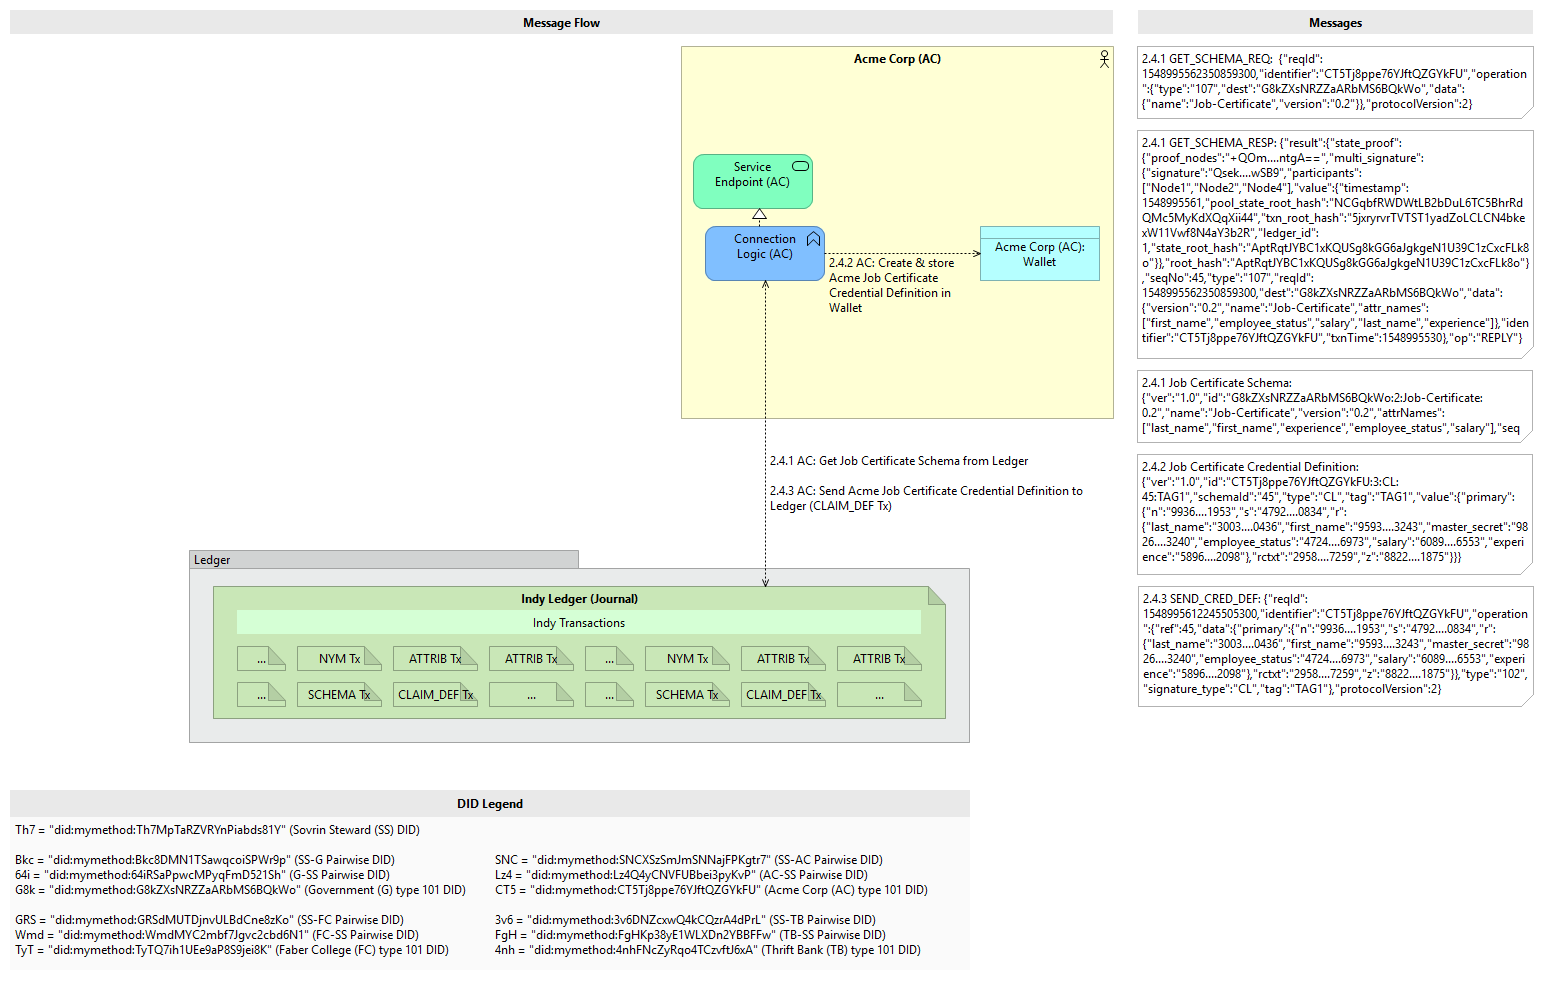 Message Flow
Messages
Acme Corp (AC)
Service
Endpoint (AC)
Connection
Logic (AC)
Acme Corp (AC):
Wallet
2.4.2 AC: Create & store
Acme Job Certificate
Credential Definition in
Wallet
2.4.1 AC: Get Job Certificate Schema from Ledger
2.4.3 AC: Send Acme Job Certificate Credential Definition to
Ledger (CLAIM_DEF Tx)
Ledger
Indy Ledger (Journal)
Indy Transactions
... NYM Tx ATTRIB Tx ATTRIB Tx ... NYM Tx ATTRIB Tx ATTRIB Tx
... SCHEMA Tx CLAIM_DEF Tx ... ... SCHEMA Tx CLAIM_DEF Tx ...
2.4.1 GET_SCHEMA_REQ:  {"reqId":
1548995562350859300,"identifier":"CT5Tj8ppe76YJftQZGYkFU","operation
":{"type":"107","dest":"G8kZXsNRZZaARbMS6BQkWo","data":
{"name":"Job-Certificate","version":"0.2"}},"protocolVersion":2}
2.4.1 GET_SCHEMA_RESP: {"result":{"state_proof":
{"proof_nodes":"+QOm....ntgA==","multi_signature":
{"signature":"Qsek....wSB9","participants":
["Node1","Node2","Node4"],"value":{"timestamp":
1548995561,"pool_state_root_hash":"NCGqbfRWDWtLB2bDuL6TC5BhrRd
QMc5MyKdXQqXii44","txn_root_hash":"5jxryrvrTVTST1yadZoLCLCN4bke
xW11Vwf8N4aY3b2R","ledger_id":
1,"state_root_hash":"AptRqtJYBC1xKQUSg8kGG6aJgkgeN1U39C1zCxcFLk8
o"}},"root_hash":"AptRqtJYBC1xKQUSg8kGG6aJgkgeN1U39C1zCxcFLk8o"}
,"seqNo":45,"type":"107","reqId":
1548995562350859300,"dest":"G8kZXsNRZZaARbMS6BQkWo","data":
{"version":"0.2","name":"Job-Certificate","attr_names":
["first_name","employee_status","salary","last_name","experience"]},"iden
tifier":"CT5Tj8ppe76YJftQZGYkFU","txnTime":1548995530},"op":"REPLY"}
2.4.1 Job Certificate Schema:
{"ver":"1.0","id":"G8kZXsNRZZaARbMS6BQkWo:2:Job-Certificate:
0.2","name":"Job-Certificate","version":"0.2","attrNames":
["last_name","first_name","experience","employee_status","salary"],"seq
2.4.2 Job Certificate Credential Definition:
{"ver":"1.0","id":"CT5Tj8ppe76YJftQZGYkFU:3:CL:
45:TAG1","schemaId":"45","type":"CL","tag":"TAG1","value":{"primary":
{"n":"9936....1953","s":"4792....0834","r":
{"last_name":"3003....0436","first_name":"9593....3243","master_secret":"98
26....3240","employee_status":"4724....6973","salary":"6089....6553","experi
ence":"5896....2098"},"rctxt":"2958....7259","z":"8822....1875"}}}
2.4.3 SEND_CRED_DEF: {"reqId":
1548995612245505300,"identifier":"CT5Tj8ppe76YJftQZGYkFU","operation
":{"ref":45,"data":{"primary":{"n":"9936....1953","s":"4792....0834","r":
{"last_name":"3003....0436","first_name":"9593....3243","master_secret":"98
26....3240","employee_status":"4724....6973","salary":"6089....6553","experi
ence":"5896....2098"},"rctxt":"2958....7259","z":"8822....1875"}},"type":"102",
"signature_type":"CL","tag":"TAG1"},"protocolVersion":2}
DID Legend
Th7 = "did:mymethod:Th7MpTaRZVRYnPiabds81Y" (Sovrin Steward (SS) DID)
Bkc = "did:mymethod:Bkc8DMN1TSawqcoiSPWr9p" (SS-G Pairwise DID)
64i = "did:mymethod:64iRSaPpwcMPyqFmD521Sh" (G-SS Pairwise DID)
G8k = "did:mymethod:G8kZXsNRZZaARbMS6BQkWo" (Government (G) type 101 DID)
GRS = "did:mymethod:GRSdMUTDjnvULBdCne8zKo" (SS-FC Pairwise DID)
Wmd = "did:mymethod:WmdMYC2mbf7Jgvc2cbd6N1" (FC-SS Pairwise DID)
TyT = "did:mymethod:TyTQ7ih1UEe9aP8S9jei8K" (Faber College (FC) type 101 DID)
SNC = "did:mymethod:SNCXSzSmJmSNNajFPKgtr7" (SS-AC Pairwise DID)
Lz4 = "did:mymethod:Lz4Q4yCNVFUBbei3pyKvP" (AC-SS Pairwise DID)
CT5 = "did:mymethod:CT5Tj8ppe76YJftQZGYkFU" (Acme Corp (AC) type 101 DID)
3v6 = "did:mymethod:3v6DNZcxwQ4kCQzrA4dPrL" (SS-TB Pairwise DID)
FgH = "did:mymethod:FgHKp38yE1WLXDn2YBBFFw" (TB-SS Pairwise DID)
4nh = "did:mymethod:4nhFNcZyRqo4TCzvftJ6xA" (Thrift Bank (TB) type 101 DID)